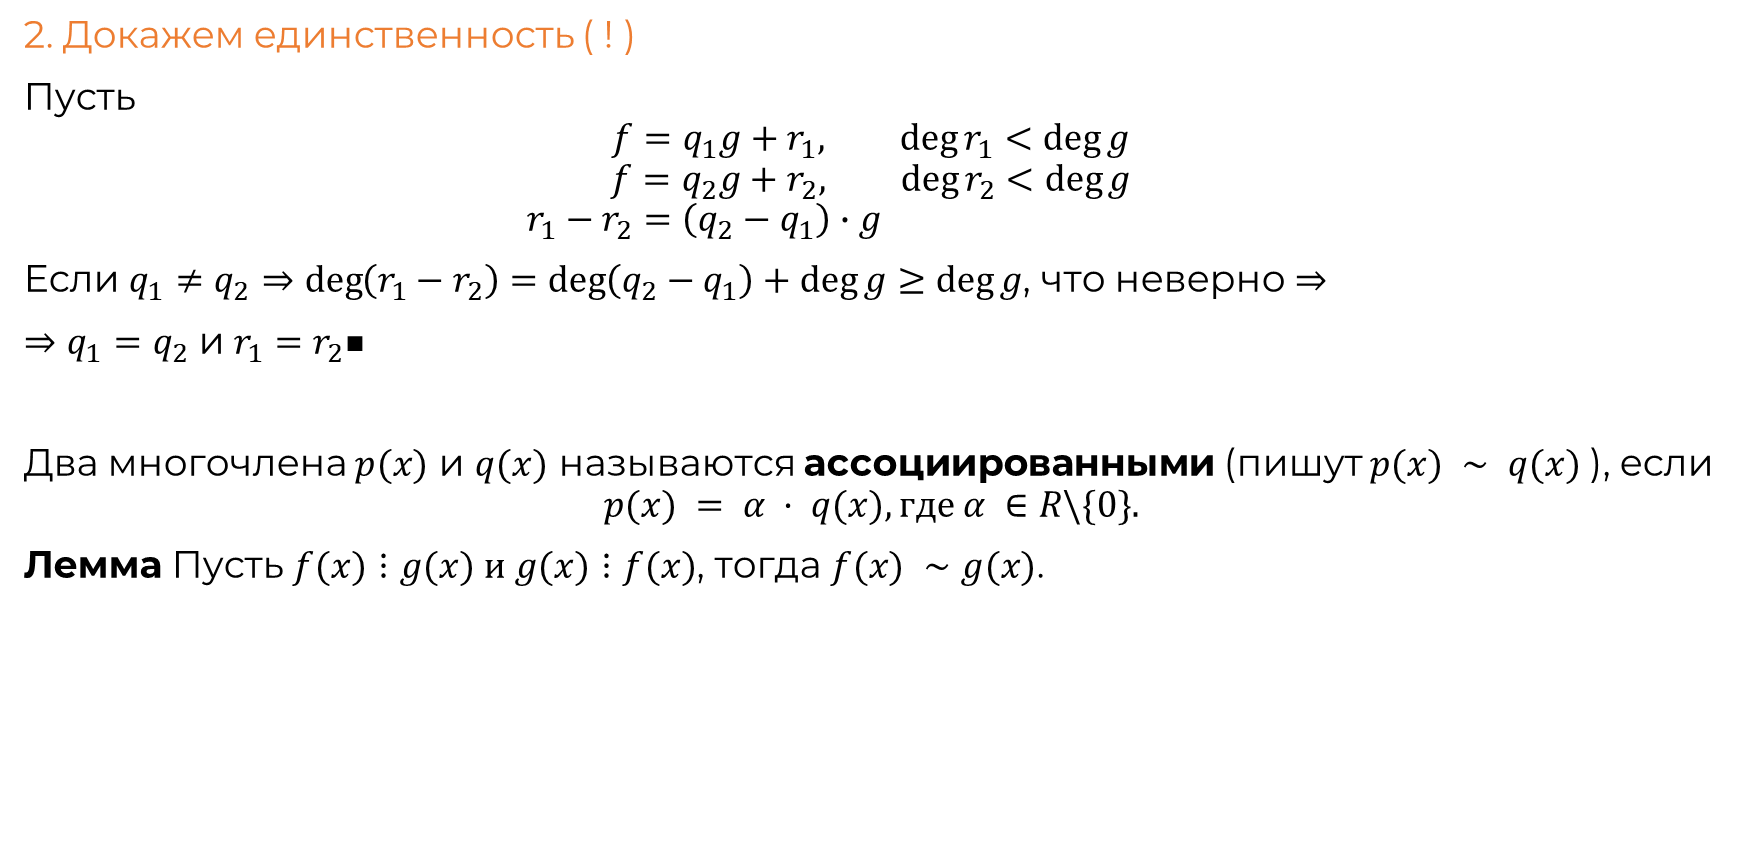 2. Докажем единственность ( ! )
Пусть
f = q₁g + r₁, deg r₁ < deg g
f = q₂g + r₂, deg r₂ < deg g
r₁ − r₂ = (q₂ − q₁) · g
Если q₁ ≠ q₂ ⇒ deg(r₁ − r₂) = deg(q₂ − q₁) + deg g ≥ deg g, что неверно ⇒
⇒ q₁ = q₂ и r₁ = r₂■
Два многочлена p(x) и q(x) называются ассоциированными (пишут p(x) ~ q(x) ), если
p(x) = α · q(x), где α ∈ R\{0}.
Лемма Пусть f(x) ⋮ g(x) и g(x) ⋮ f(x), тогда f(x) ~ g(x).